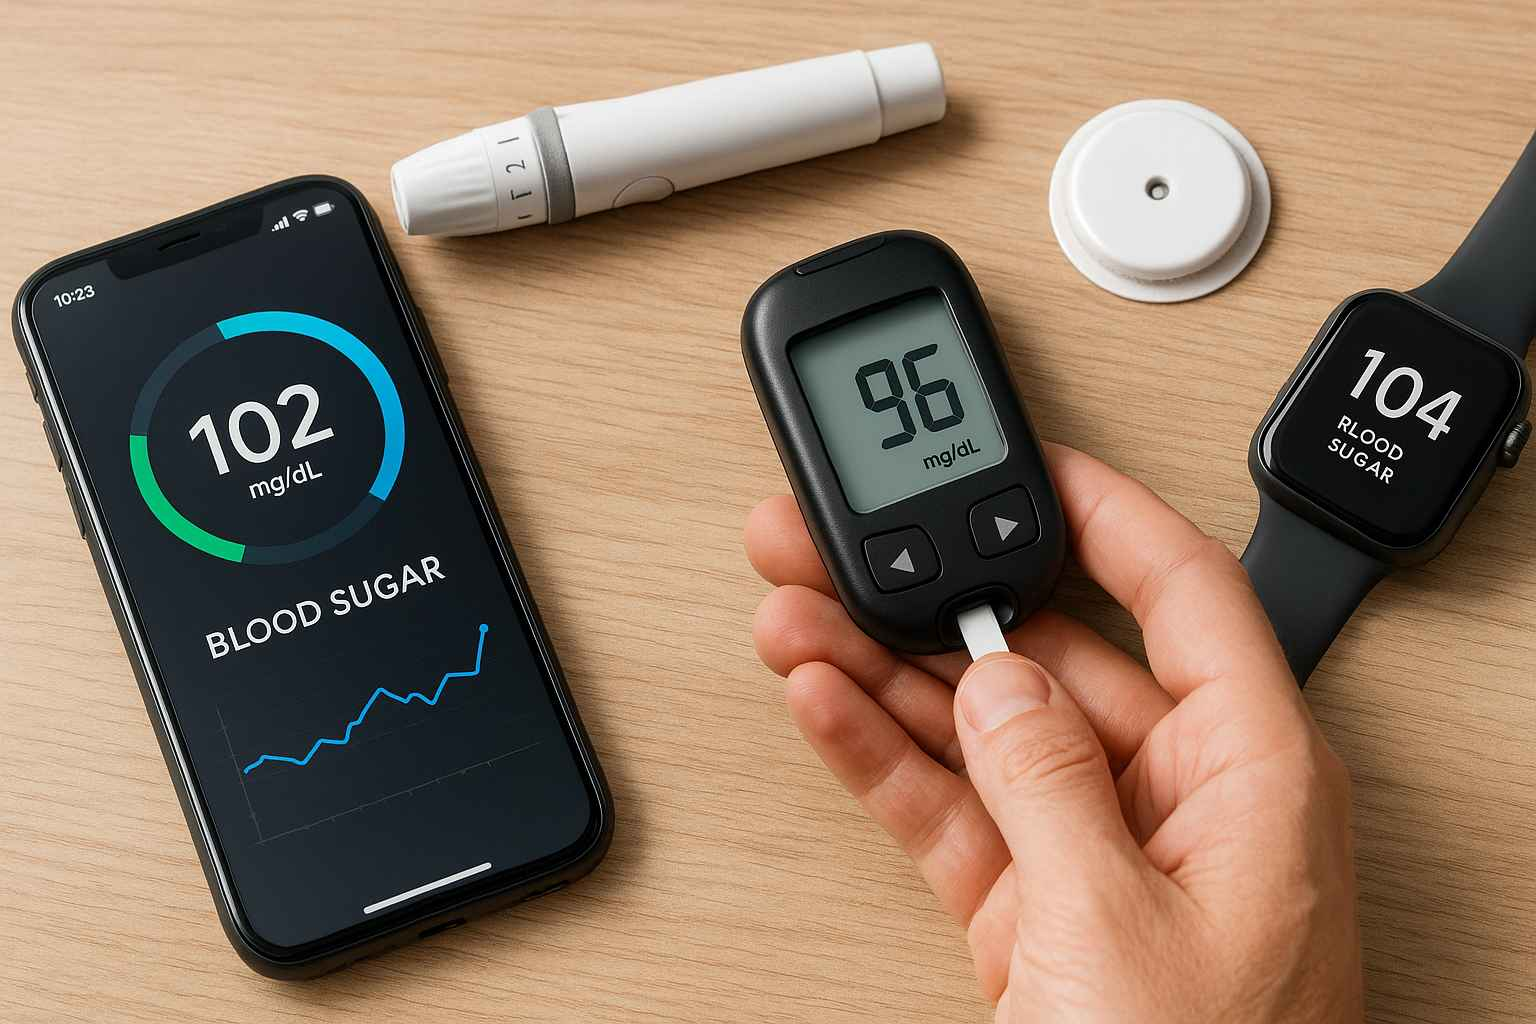 10:23
102
mg/dL
BLOOD SUGAR
96
mg/dL
104
RLOOD
SUGAR